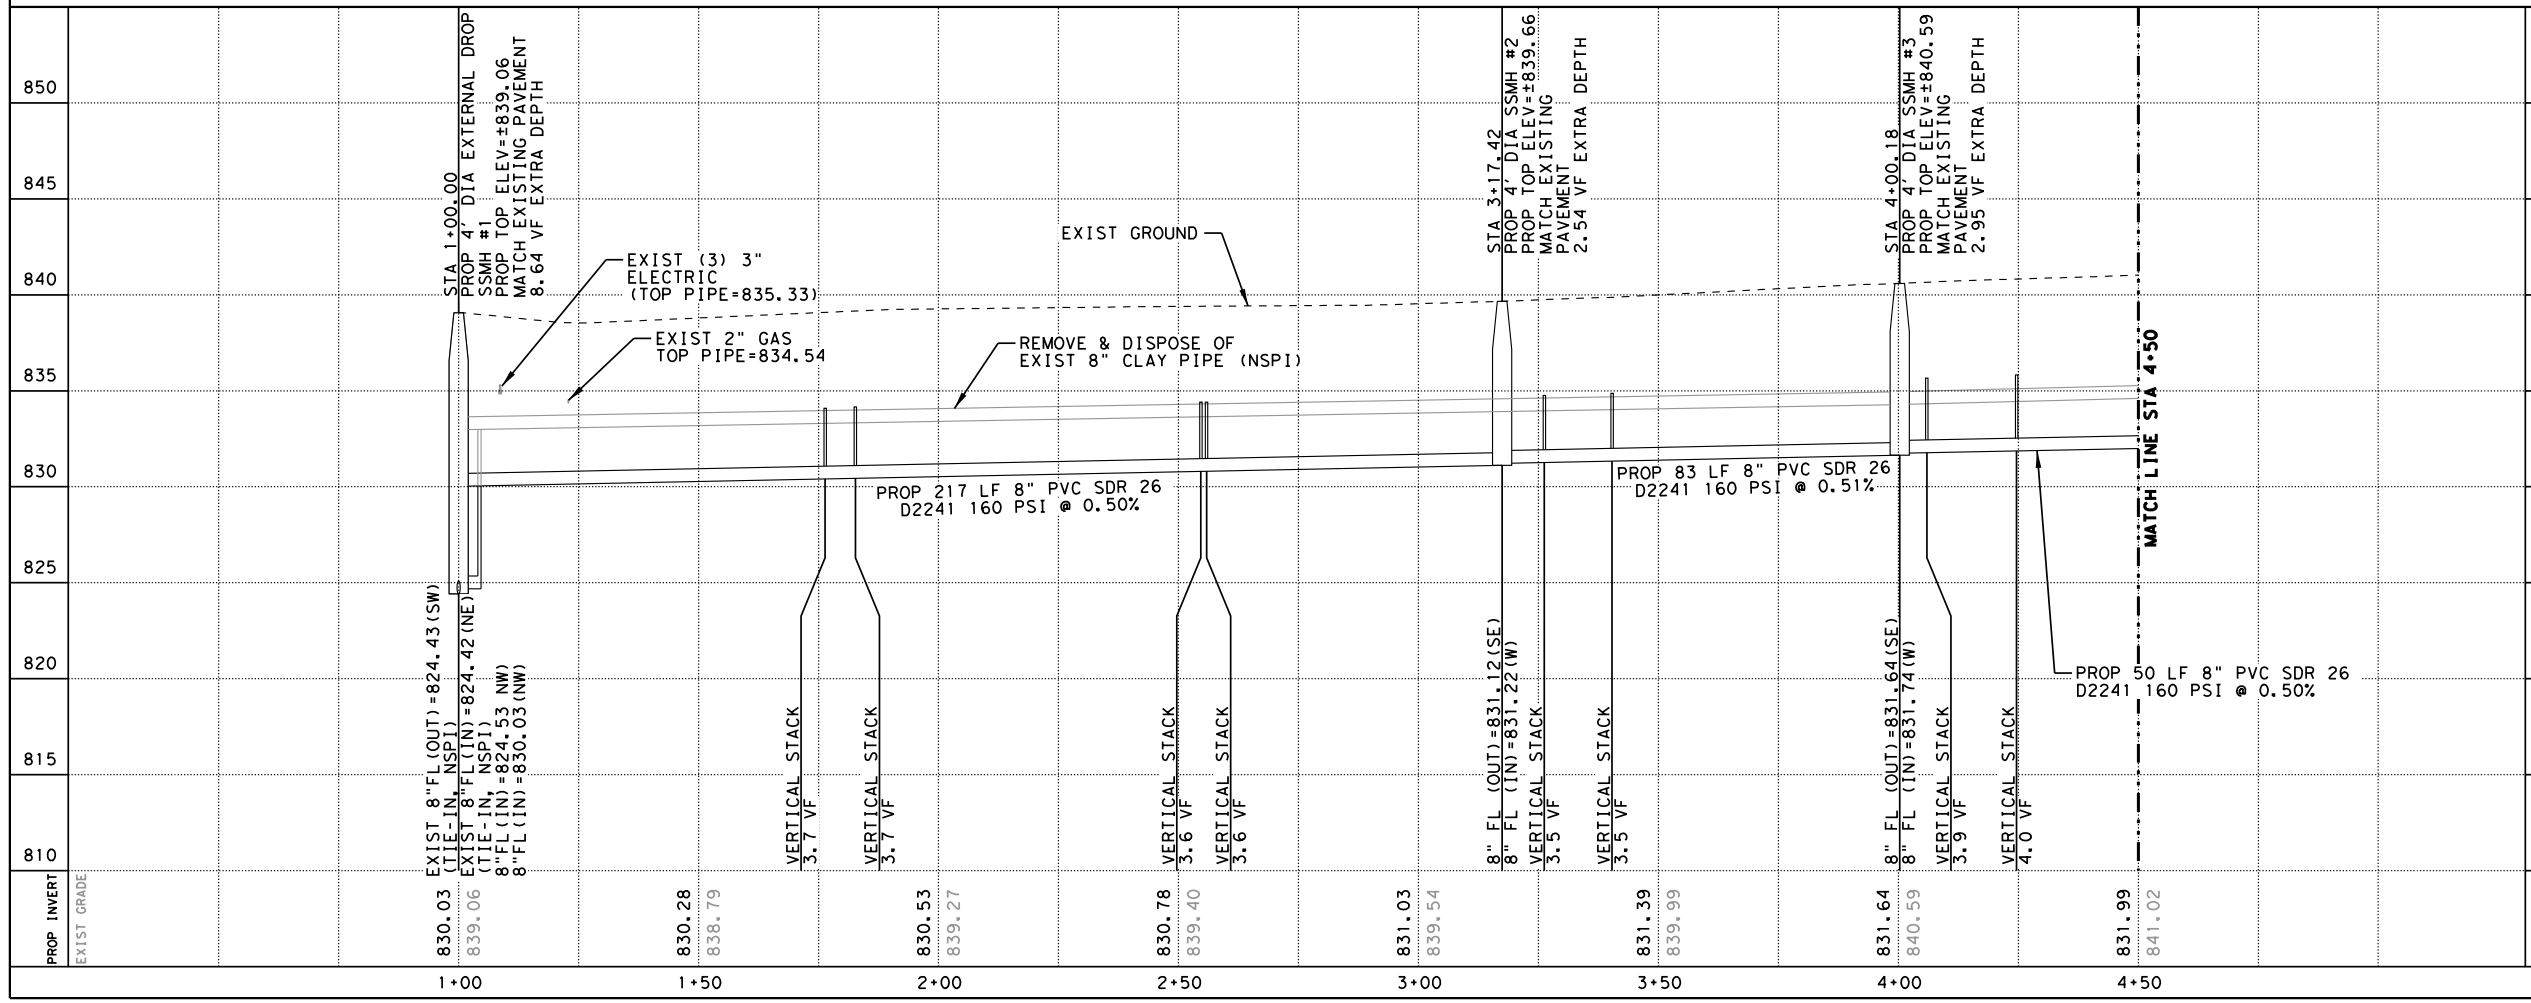 850
845
840
835
830
825
820
815
810
STA 1+00.00
PROP 4' DIA EXTERNAL DROP
SSMH #1
PROP TOP ELEV=±839.06
MATCH EXISTING PAVEMENT
8.64 VF EXTRA DEPTH
EXIST (3) 3"
ELECTRIC
(TOP PIPE=835.33)
EXIST 2" GAS
TOP PIPE=834.54
EXIST GROUND
REMOVE & DISPOSE OF
EXIST 8" CLAY PIPE (NSPI)
STA 3+17.42
PROP 4' DIA SSMH #2
PROP TOP ELEV=±839.66
MATCH EXISTING
PAVEMENT
2.54 VF EXTRA DEPTH
STA 4+00.18
PROP 4' DIA SSMH #3
PROP TOP ELEV=±840.59
MATCH EXISTING
PAVEMENT
2.95 VF EXTRA DEPTH
MATCH LINE STA 4+50
PROP 217 LF 8" PVC SDR 26
D2241 160 PSI @ 0.50%
PROP 83 LF 8" PVC SDR 26
D2241 160 PSI @ 0.51%
PROP 50 LF 8" PVC SDR 26
D2241 160 PSI @ 0.50%
EXIST 8"FL(OUT)=824.43(SW)
(TIE-IN, NSPI)
EXIST 8"FL(IN)=824.42(NE)
(TIE-IN, NSPI)
8"FL(IN)=824.53 NW)
8"FL(IN)=830.03(NW)
VERTICAL STACK
3.7 VF
VERTICAL STACK
3.7 VF
VERTICAL STACK
3.6 VF
VERTICAL STACK
3.6 VF
8" FL (OUT)=831.12(SE)
8" FL (IN)=831.22(W)
VERTICAL STACK
3.5 VF
VERTICAL STACK
3.5 VF
8" FL (OUT)=831.64(SE)
8" FL (IN)=831.74(W)
VERTICAL STACK
3.9 VF
VERTICAL STACK
4.0 VF
PROP INVERT
EXIST GRADE
830.03
839.06
830.28
838.79
830.53
839.27
830.78
839.40
831.03
839.54
831.39
839.99
831.64
840.59
831.99
841.02
1+00
1+50
2+00
2+50
3+00
3+50
4+00
4+50